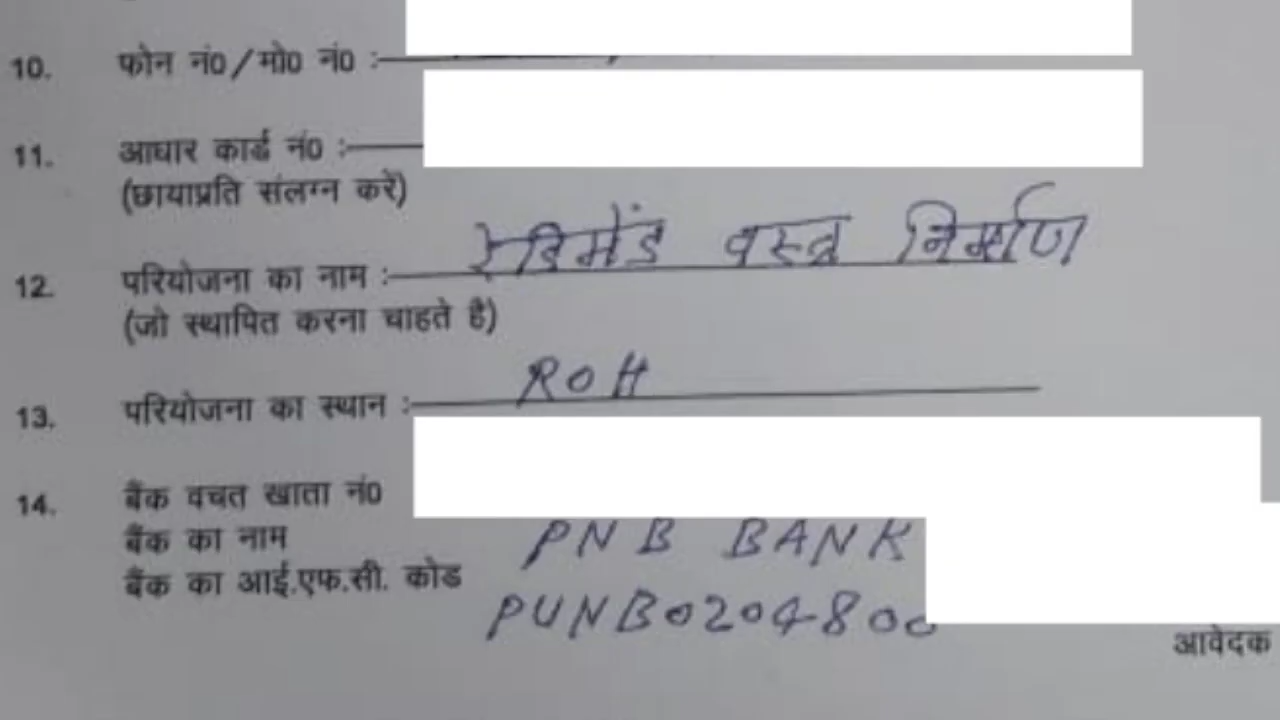 10. फोन नं0/मो0 नं0 :-
11. आधार कार्ड नं0 :-
(छायाप्रति संलग्न करें)
12. परियोजना का नाम :- रेडिमेंड वस्त्र निर्माण
(जो स्थापित करना चाहते है)
13. परियोजना का स्थान :- ROH
14. बैंक वचत खाता नं0
बैंक का नाम PNB BANK
बैंक का आई.एफ.सी. कोड PUNB0204800
आवेदक